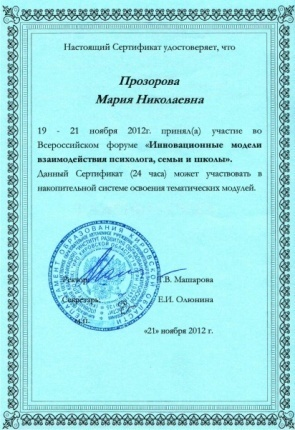 Настоящий Сертификат удостоверяет, что
Прозорова
Мария Николаевна
19 - 21 ноября 2012г. принял(а) участие во
Всероссийском форуме «Инновационные модели
взаимодействия психолога, семьи и школы».
Данный Сертификат (24 часа) может участвовать в
накопительной системе освоения тематических модулей.
Ректор Т.В. Машарова
Секретарь Е.И. Олюнина
М.П.
«21» ноября 2012 г.